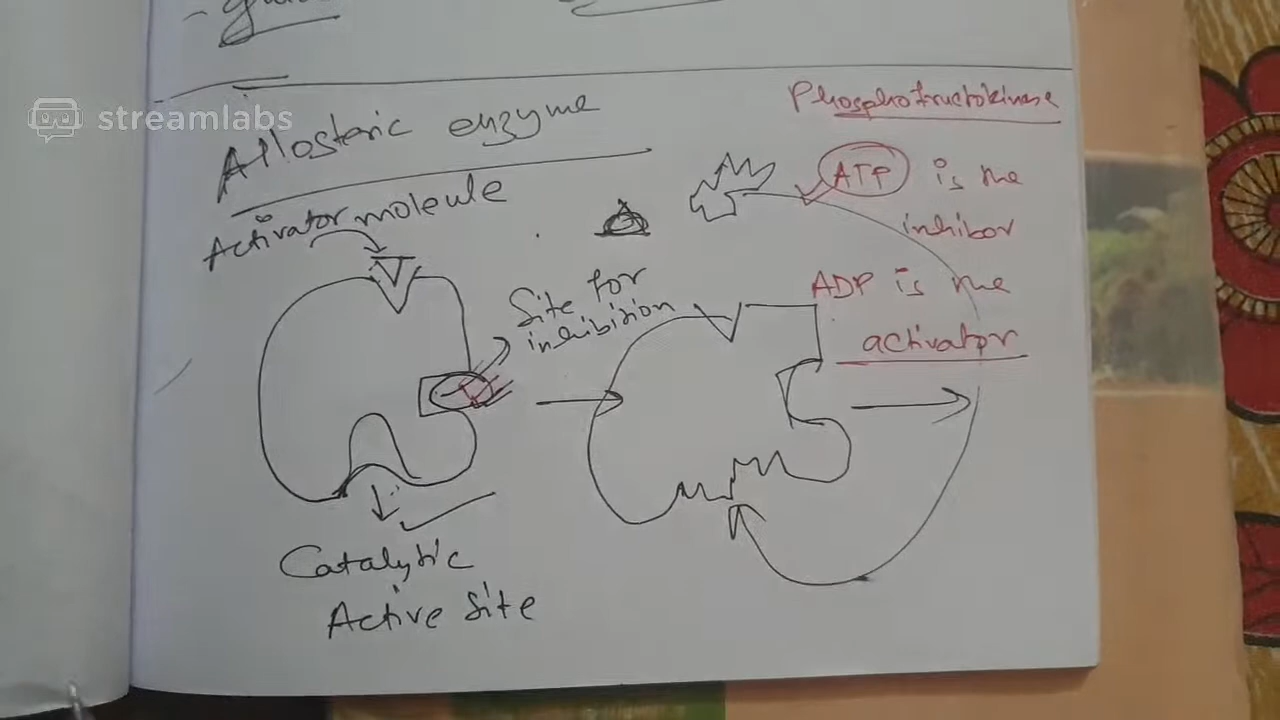 streamlabs
Allosteric enzyme
Phosphofructokinase
Activator molecule
ATP is the
inhibor
ADP is the
activator
Site for
inhibition
Catalytic
Active Site